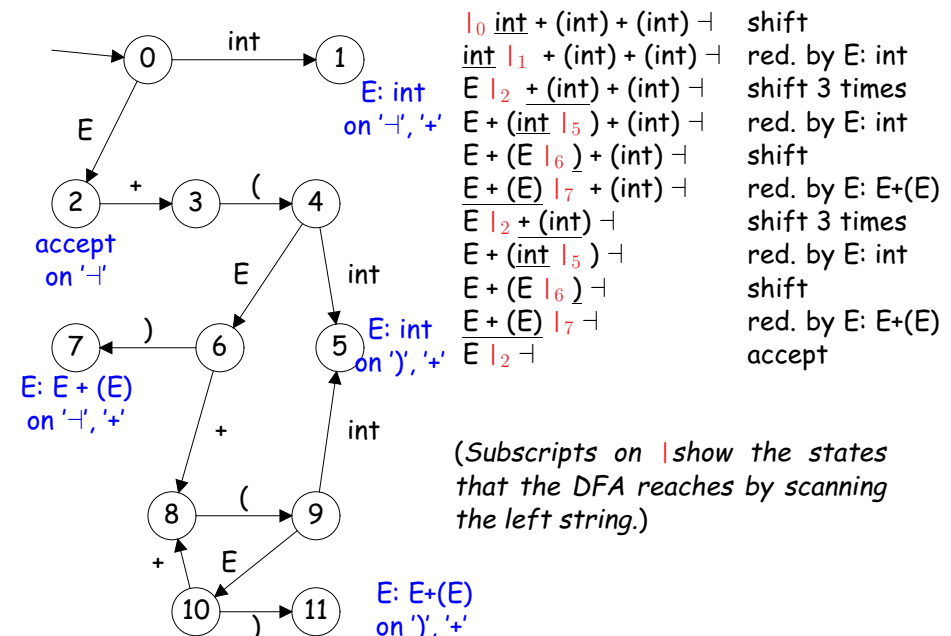 0
int
1
E: int
on '⊣', '+'
E
2
+
3
(
4
accept
on '⊣'
E
int
7
)
6
5
E: int
on ')', '+'
E: E + (E)
on '⊣', '+'
+
int
8
(
9
+
E
10
)
11
E: E+(E)
on ')', '+'
|0 int + (int) + (int) ⊣ shift
int |1 + (int) + (int) ⊣ red. by E: int
E |2 + (int) + (int) ⊣ shift 3 times
E + (int |5 ) + (int) ⊣ red. by E: int
E + (E |6 ) + (int) ⊣ shift
E + (E) |7 + (int) ⊣ red. by E: E+(E)
E |2 + (int) ⊣ shift 3 times
E + (int |5 ) ⊣ red. by E: int
E + (E |6 ) ⊣ shift
E + (E) |7 ⊣ red. by E: E+(E)
E |2 ⊣ accept
(Subscripts on |show the states
that the DFA reaches by scanning
the left string.)